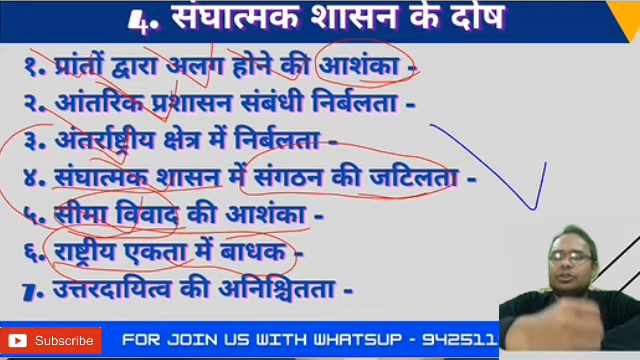 4. संघात्मक शासन के दोष
१. प्रांतों द्वारा अलग होने की आशंका -
२. आंतरिक प्रशासन संबंधी निर्बलता -
३. अंतर्राष्ट्रीय क्षेत्र में निर्बलता -
४. संघात्मक शासन में संगठन की जटिलता -
५. सीमा विवाद की आशंका -
६. राष्ट्रीय एकता में बाधक -
7. उत्तरदायित्व की अनिश्चितता -
Subscribe
FOR JOIN US WITH WHATSUP - 942511